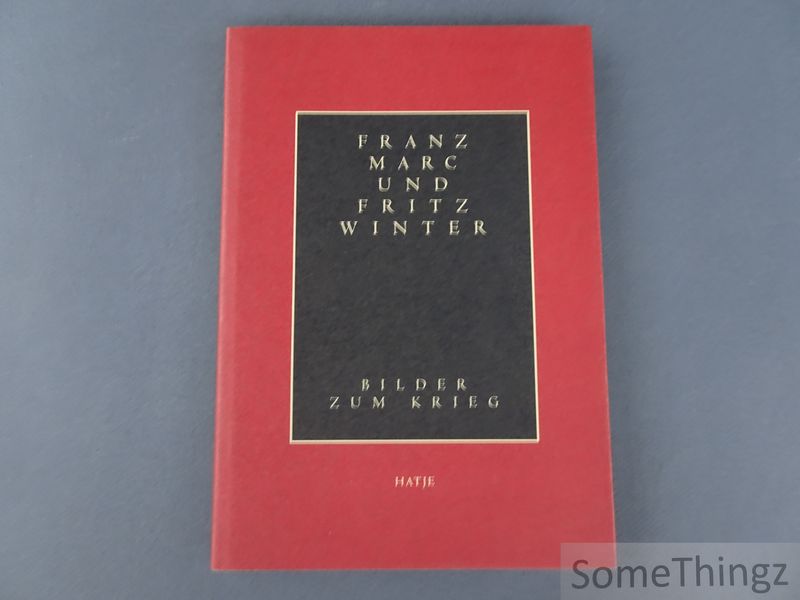 FRANZ
MARC
UND
FRITZ
WINTER
BILDER
ZUM KRIEG
HATJE
SomeThingz